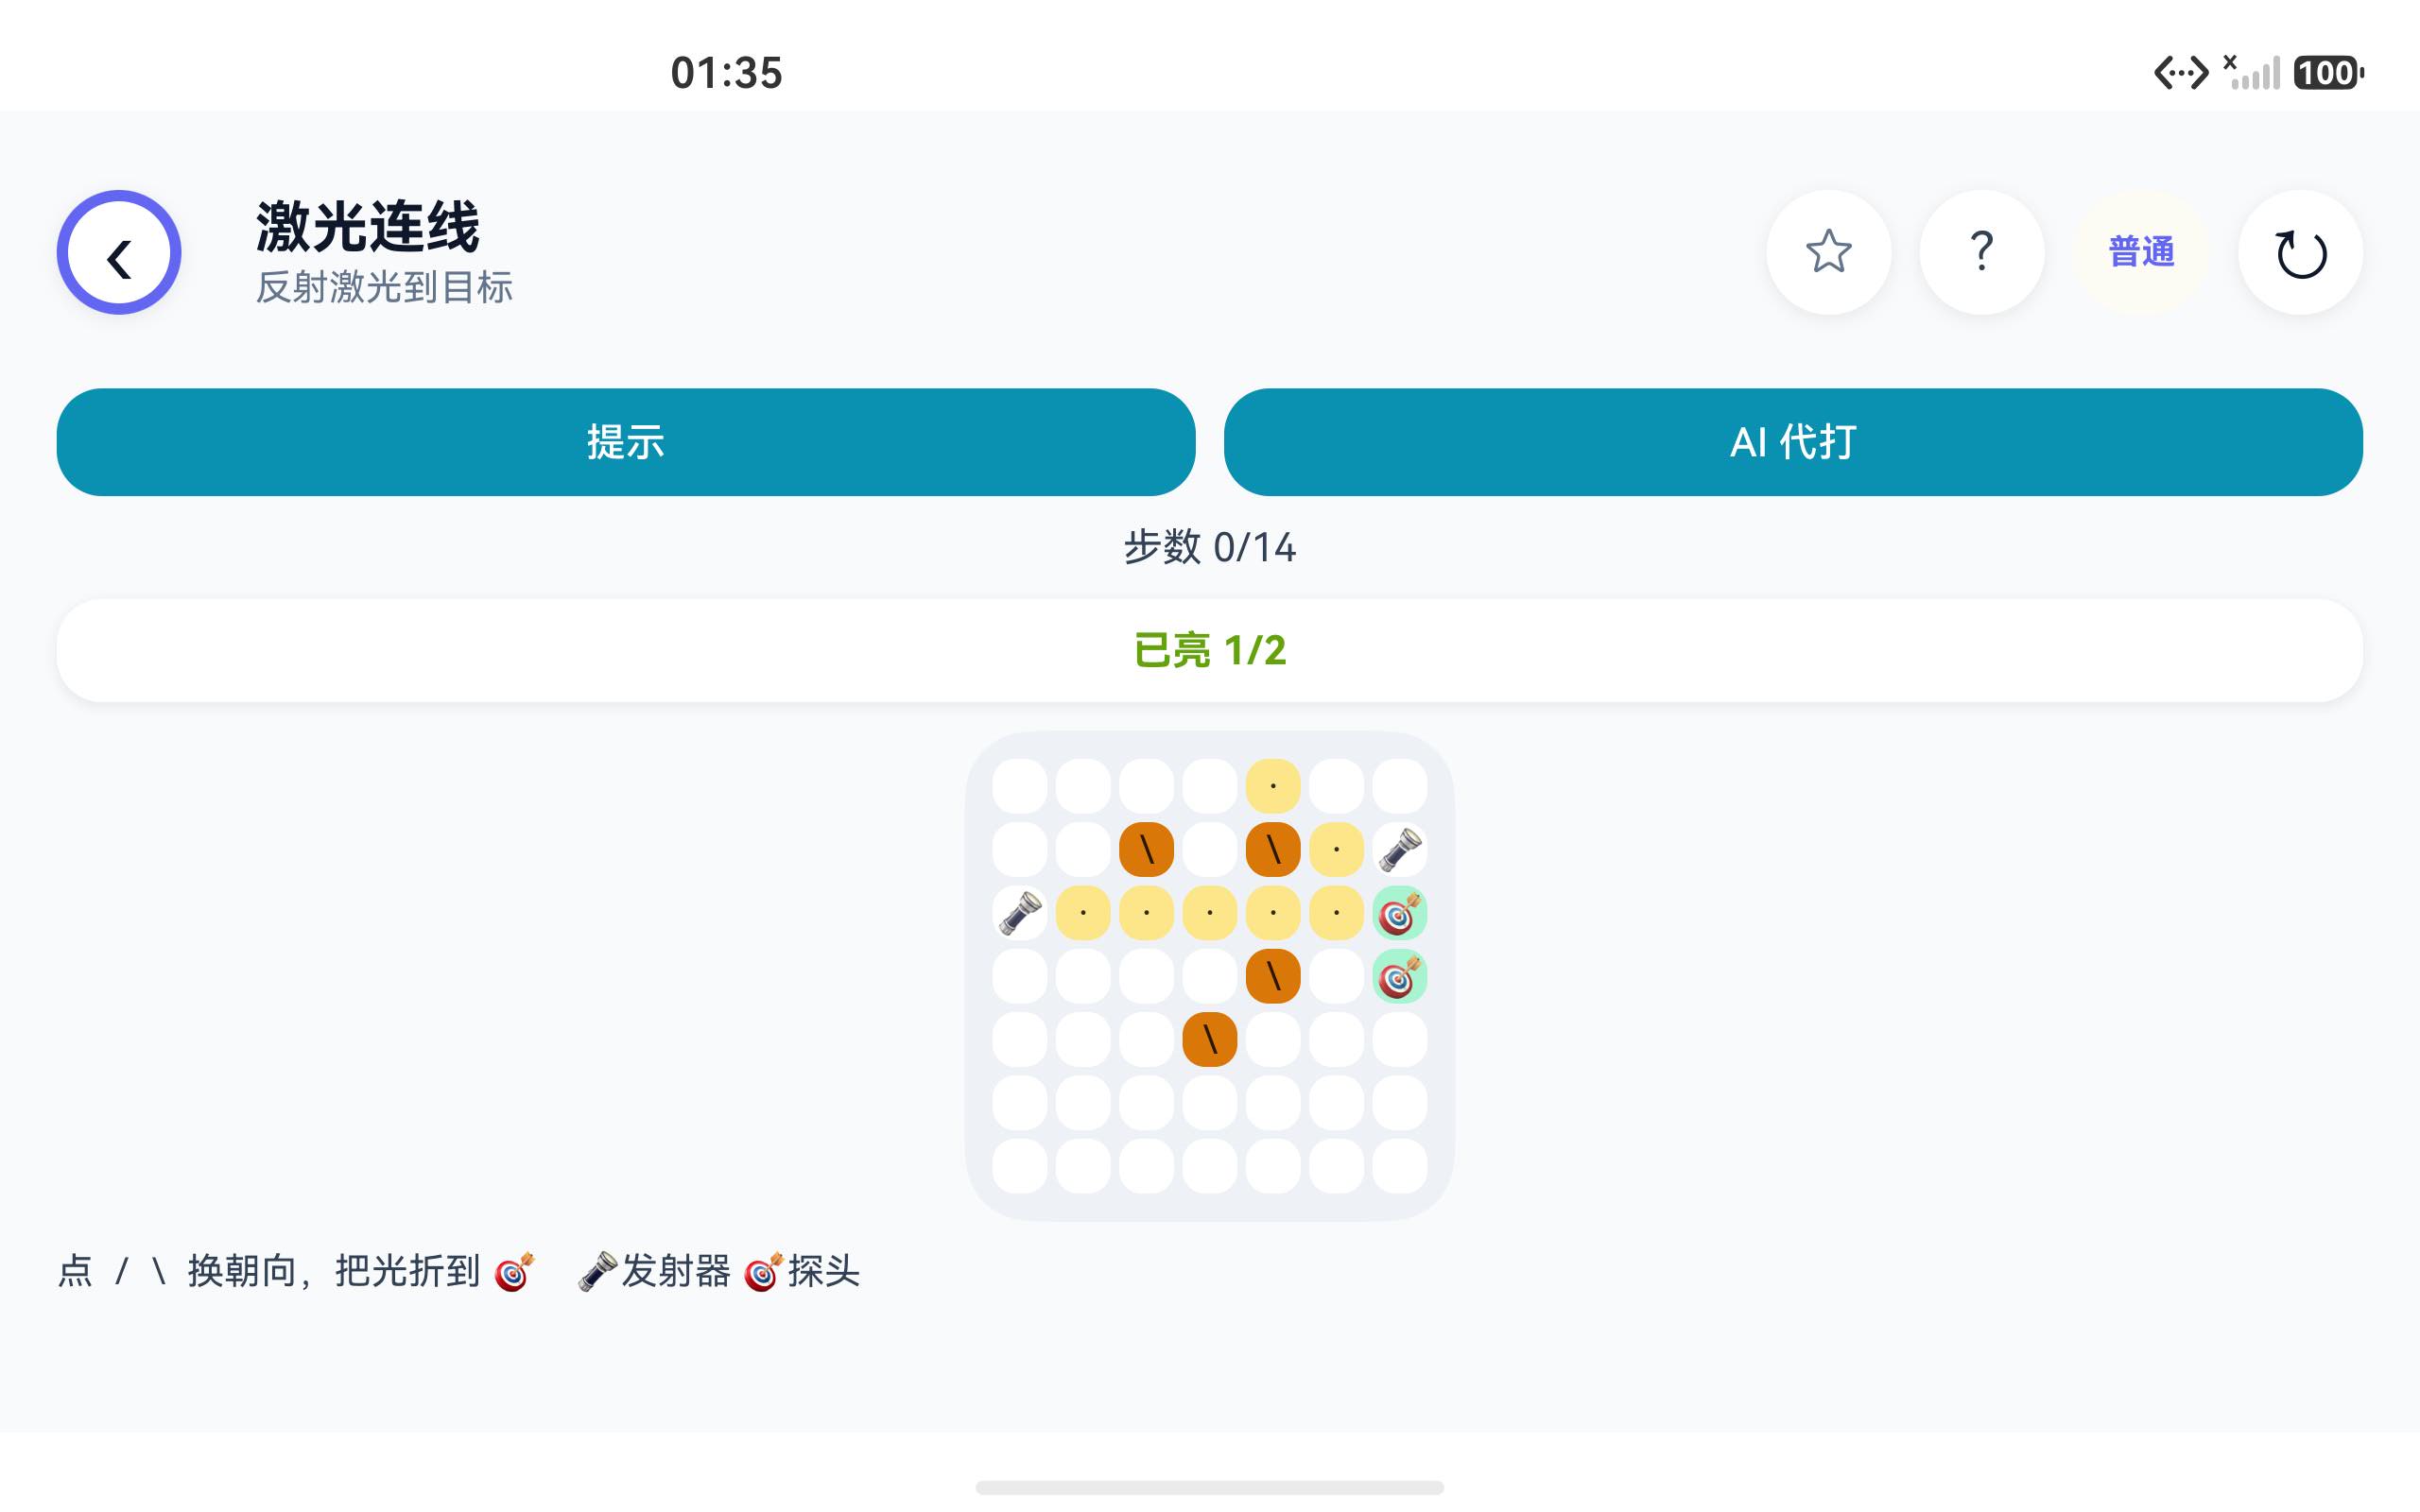 01:35
100
激光连线
反射激光到目标
?
普通
提示
AI 代打
步数 0/14
已亮 1/2
\ \
\
\
点 / \ 换朝向，把光折到 🎯 🔦发射器 🎯探头